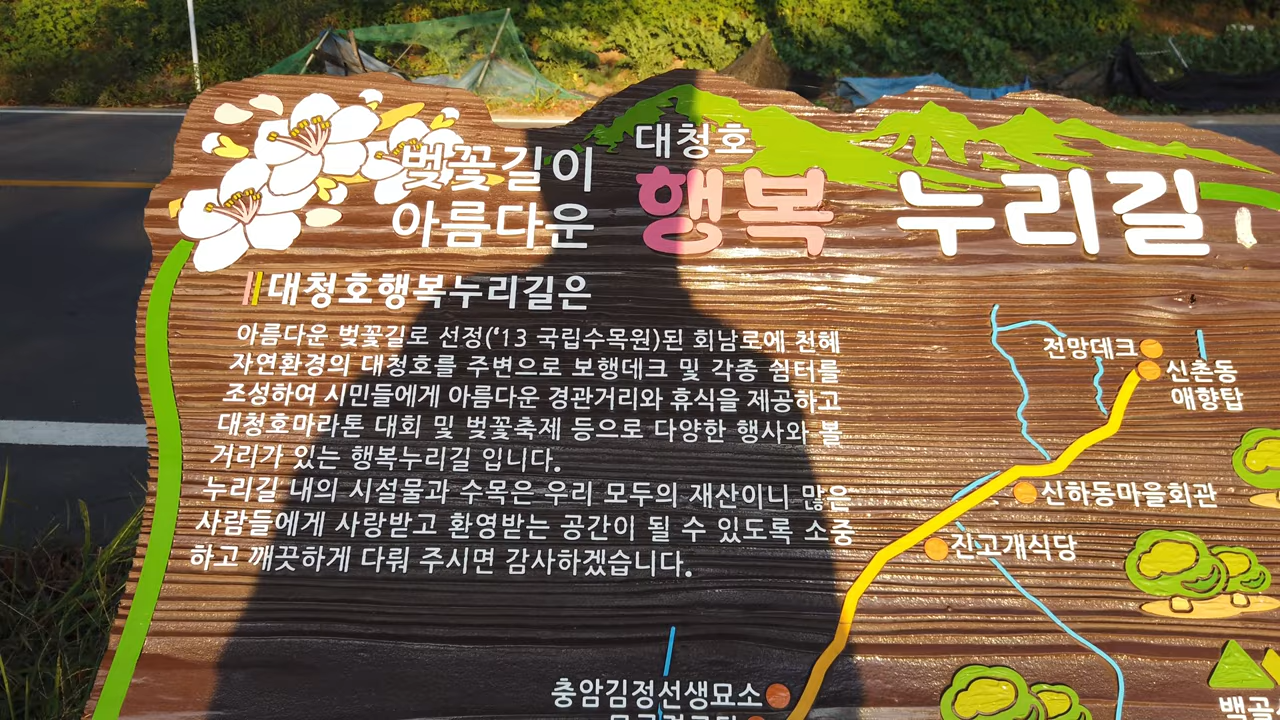 벚꽃길이
아름다운
대청호
행복 누리길
대청호행복누리길은
아름다운 벚꽃길로 선정(‘13 국립수목원)된 회남로에 천혜
자연환경의 대청호를 주변으로 보행데크 및 각종 쉼터를
조성하여 시민들에게 아름다운 경관거리와 휴식을 제공하고
대청호마라톤 대회 및 벚꽃축제 등으로 다양한 행사와 볼
거리가 있는 행복누리길 입니다.
누리길 내의 시설물과 수목은 우리 모두의 재산이니 많은
사람들에게 사랑받고 환영받는 공간이 될 수 있도록 소중
하고 깨끗하게 다뤄 주시면 감사하겠습니다.
전망데크
신촌동
애향탑
신하동마을회관
진고개식당
충암김정선생묘소
백골